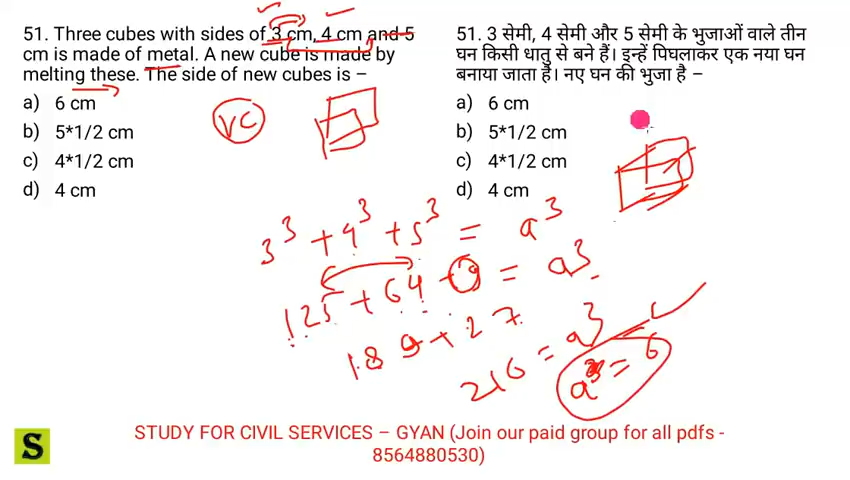 51. Three cubes with sides of 3 cm, 4 cm and 5
cm is made of metal. A new cube is made by
melting these. The side of new cubes is –
a) 6 cm
b) 5*1/2 cm
c) 4*1/2 cm
d) 4 cm
VC
51. 3 सेमी, 4 सेमी और 5 सेमी के भुजाओं वाले तीन
घन किसी धातु से बने हैं। इन्हें पिघलाकर एक नया घन
बनाया जाता है। नए घन की भुजा है –
a) 6 cm
b) 5*1/2 cm
c) 4*1/2 cm
d) 4 cm
3³ + 4³ + 5³ = a³
125 + 64 + = a³
189 + 27
216 = a³
= 6
S
STUDY FOR CIVIL SERVICES – GYAN (Join our paid group for all pdfs -
8564880530)